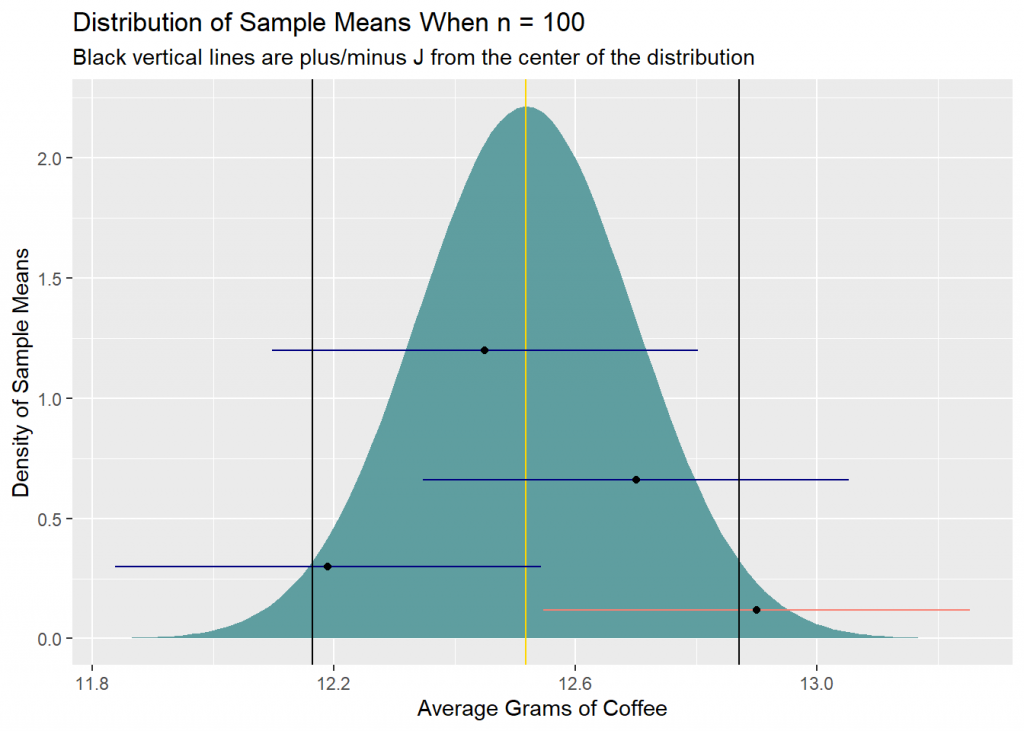 Distribution of Sample Means When n = 100
Black vertical lines are plus/minus J from the center of the distribution
Density of Sample Means
2.0
1.5
1.0
0.5
0.0
11.8 12.2 12.6 13.0
Average Grams of Coffee